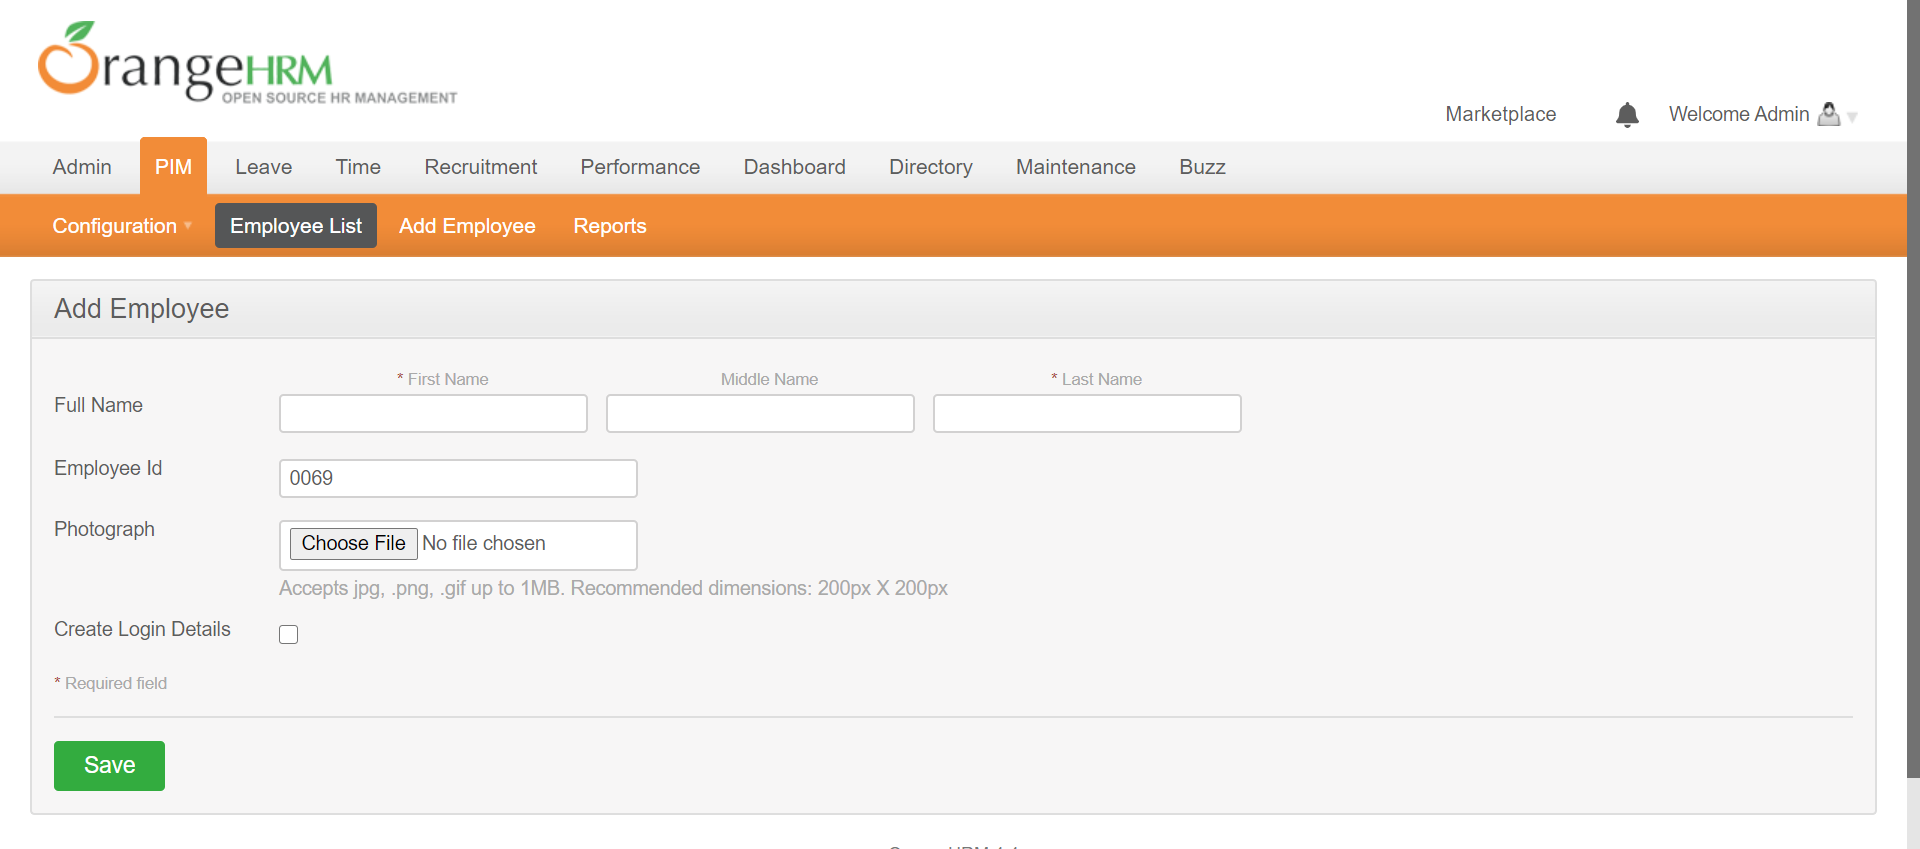 OrangeHRM
OPEN SOURCE HR MANAGEMENT
Marketplace
Welcome Admin
Admin PIM Leave Time Recruitment Performance Dashboard Directory Maintenance Buzz
Configuration Employee List Add Employee Reports
Add Employee
* First Name Middle Name * Last Name
Full Name
Employee Id 0069
Photograph Choose File No file chosen
Accepts jpg, .png, .gif up to 1MB. Recommended dimensions: 200px X 200px
Create Login Details
* Required field
Save